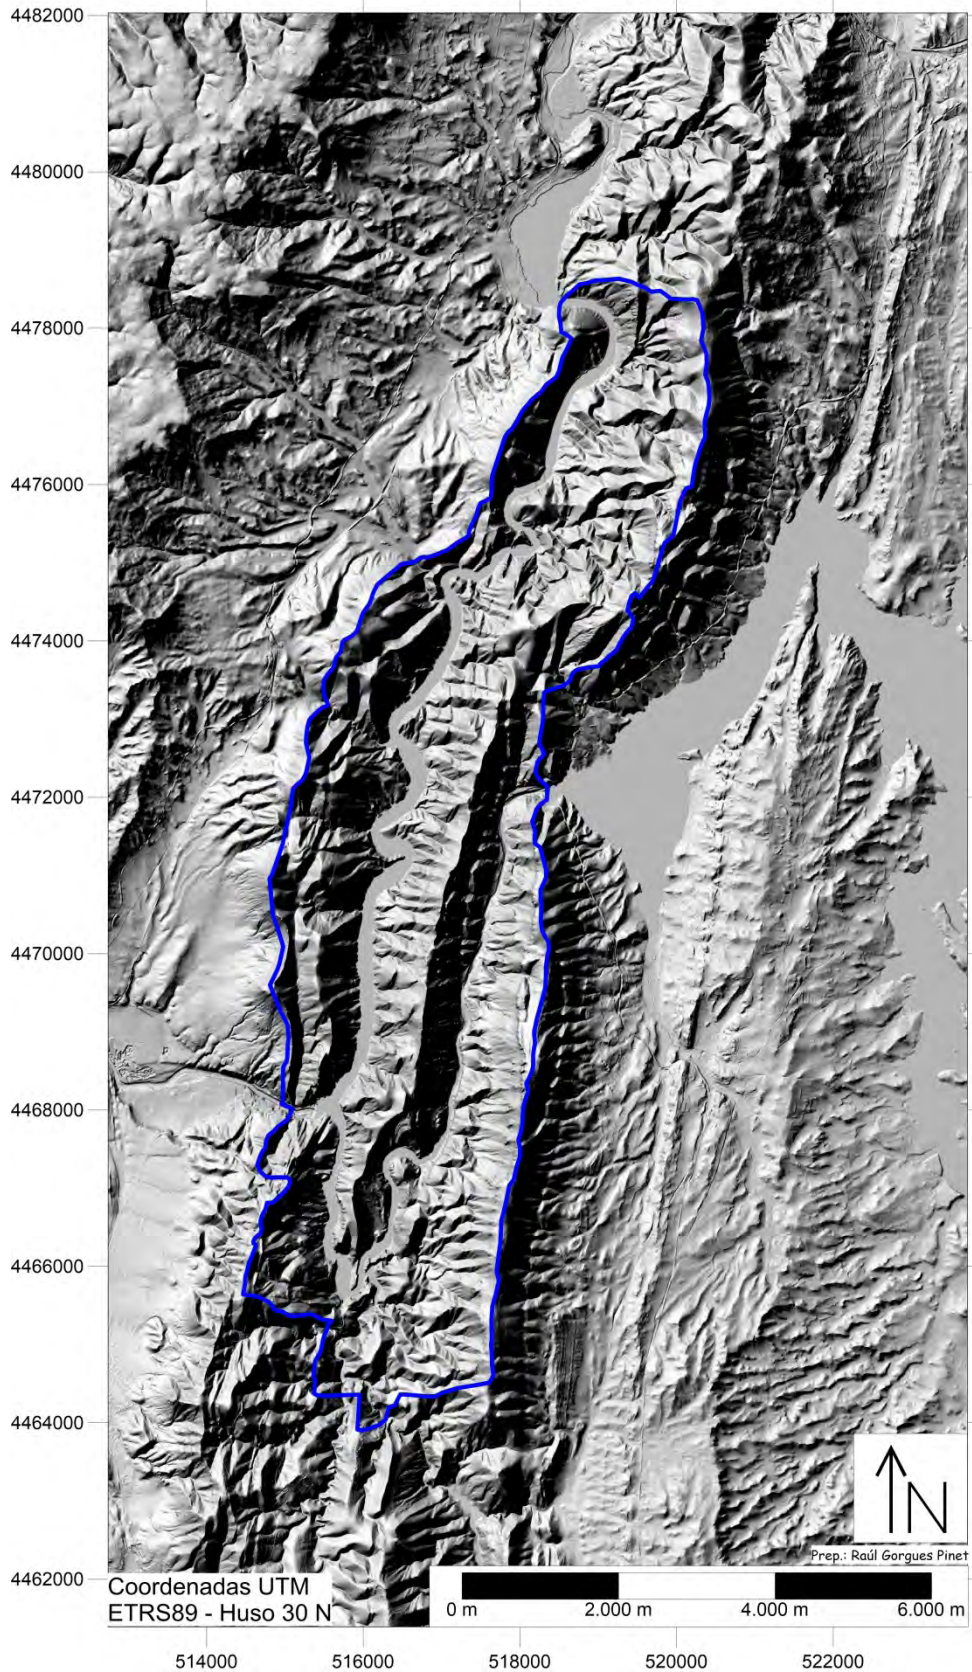 4482000
4480000
4478000
4476000
4474000
4472000
4470000
4468000
4466000
4464000
4462000
N
Prep.: Raúl Gorgues Pinet
Coordenadas UTM
ETRS89 - Huso 30 N
0 m 2.000 m 4.000 m 6.000 m
514000 516000 518000 520000 522000